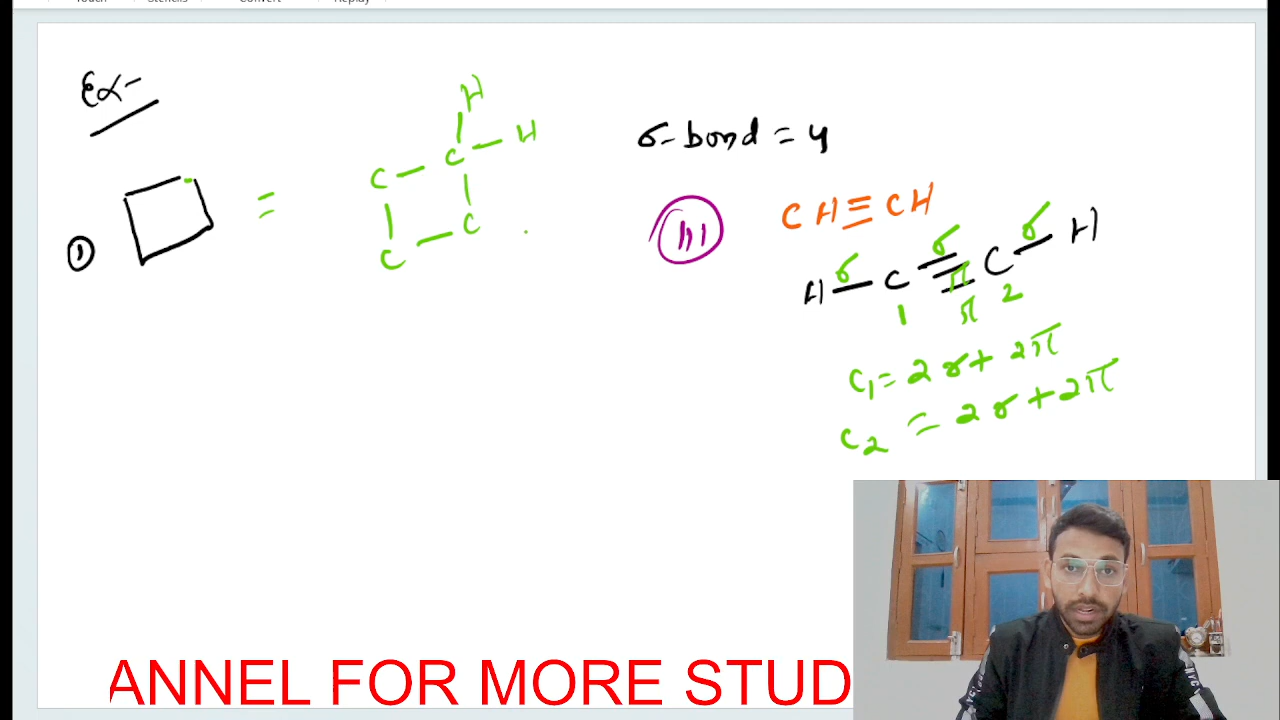 Ex-
①
=
H
C - C - H
C - C
σ-bond = 4
III
CH≡CH
H σ C σ π π C σ H
1 2
C₁ = 2σ + 2π
C₂ = 2σ + 2π
ANNEL FOR MORE STUD